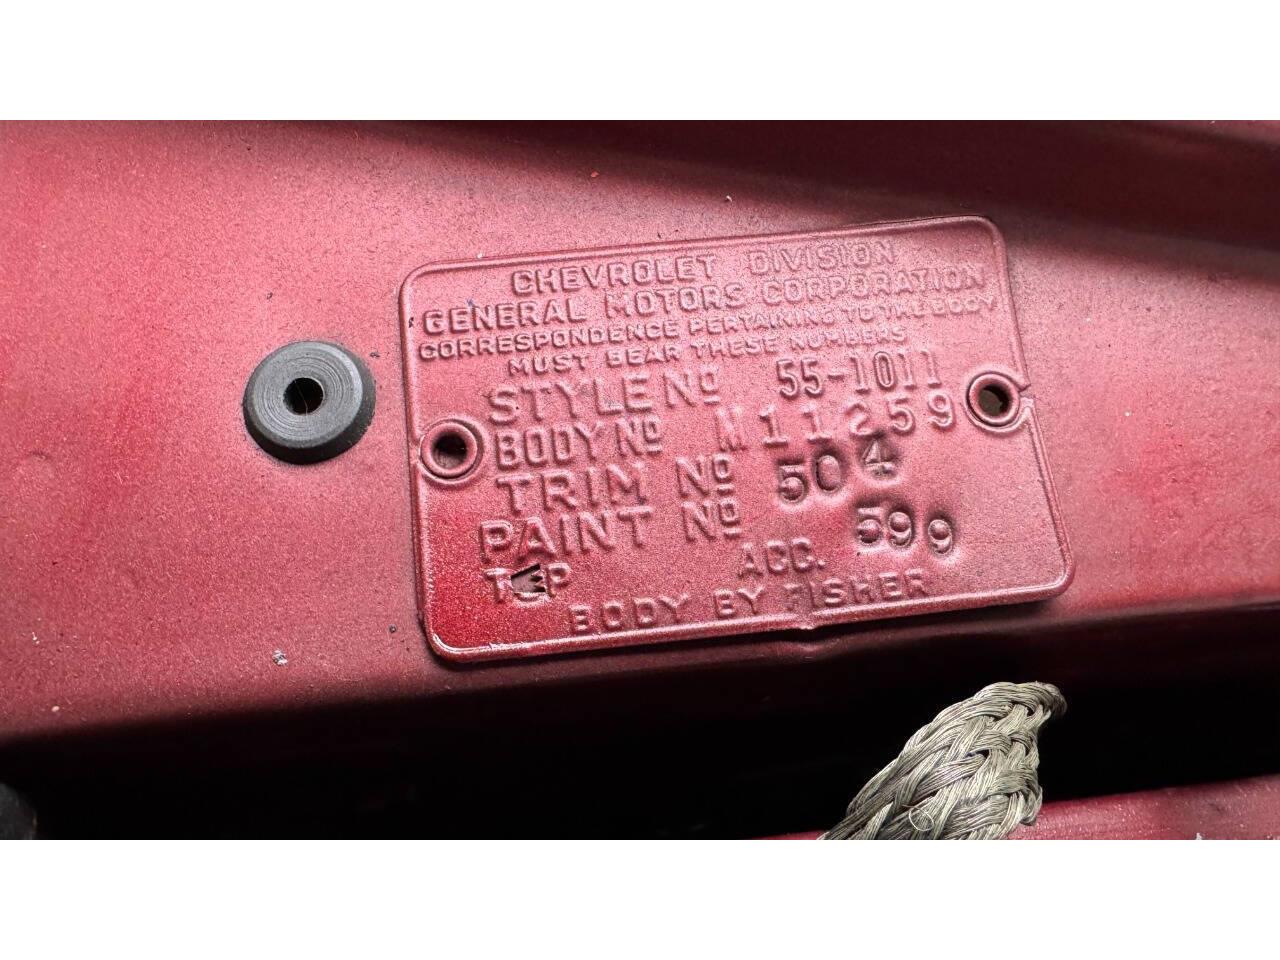 CHEVROLET DIVISION
GENERAL MOTORS CORPORATION
CORRESPONDENCE PERTAINING TO THE BODY
MUST BEAR THESE NUMBERS
STYLE NO 55-1011
BODY NO M 11259
TRIM NO 504
PAINT NO 599
TOP ACC.
BODY BY FISHER